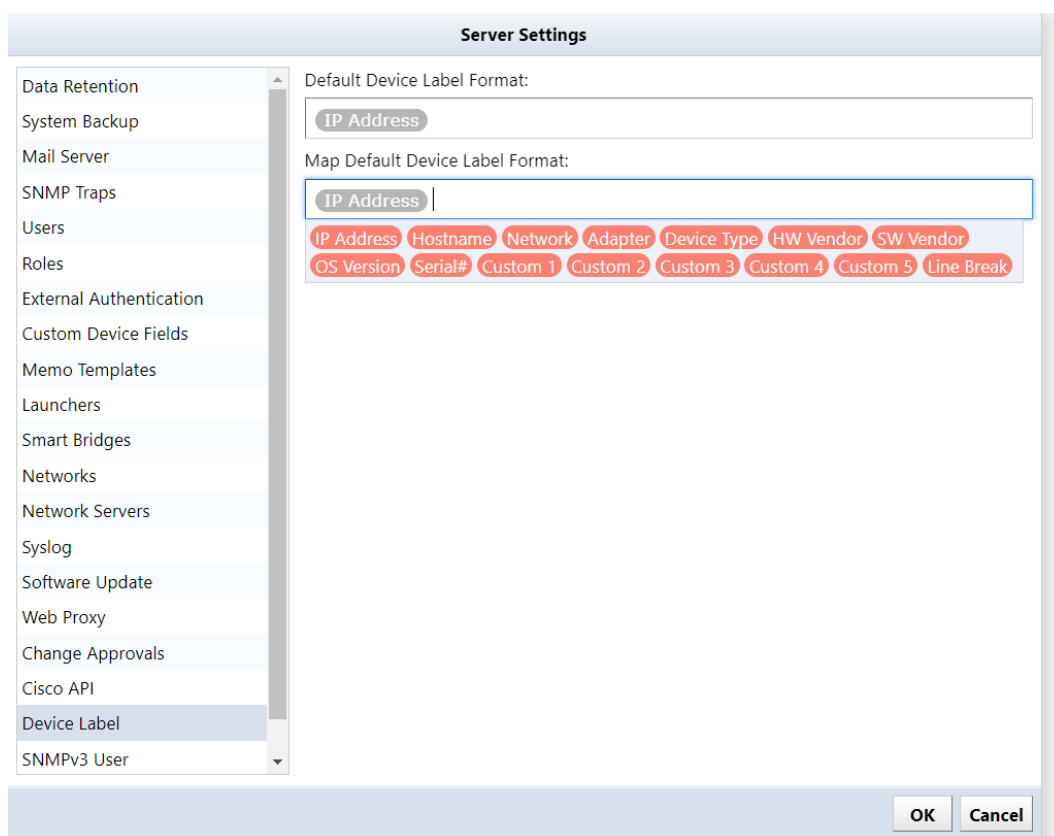 Server Settings
Data Retention
System Backup
Mail Server
SNMP Traps
Users
Roles
External Authentication
Custom Device Fields
Memo Templates
Launchers
Smart Bridges
Networks
Network Servers
Syslog
Software Update
Web Proxy
Change Approvals
Cisco API
Device Label
SNMPv3 User
Default Device Label Format:
IP Address
Map Default Device Label Format:
IP Address
IP Address Hostname Network Adapter Device Type HW Vendor SW Vendor
OS Version Serial# Custom 1 Custom 2 Custom 3 Custom 4 Custom 5 Line Break
OK Cancel